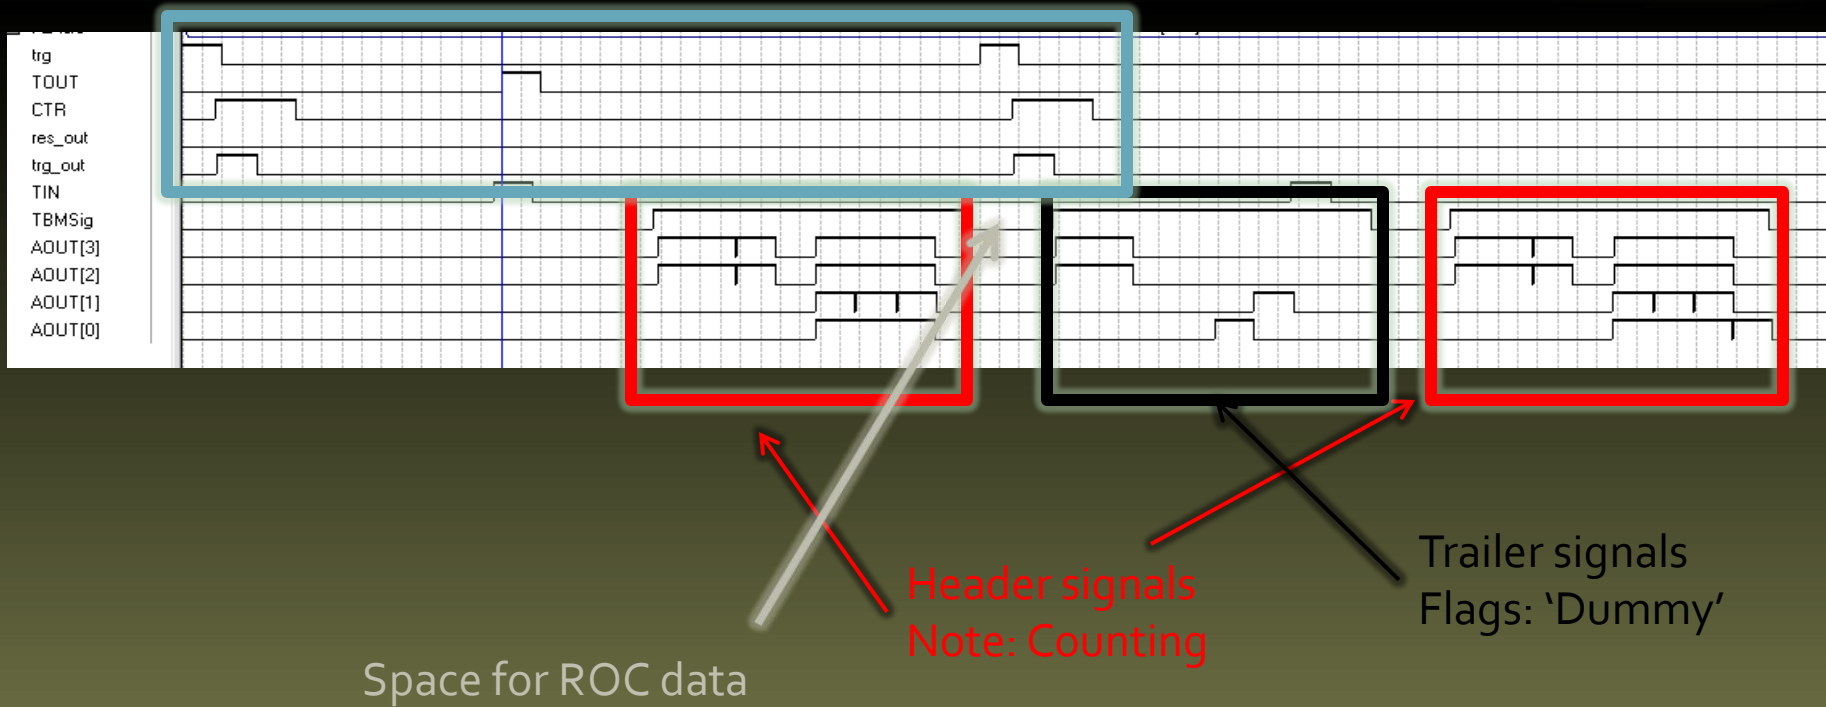 trg
TOUT
CTR
res_out
trg_out
TIN
TBMSig
AOUT[3]
AOUT[2]
AOUT[1]
AOUT[0]
Trailer signals
Flags: ‘Dummy’
Header signals
Note: Counting
Space for ROC data